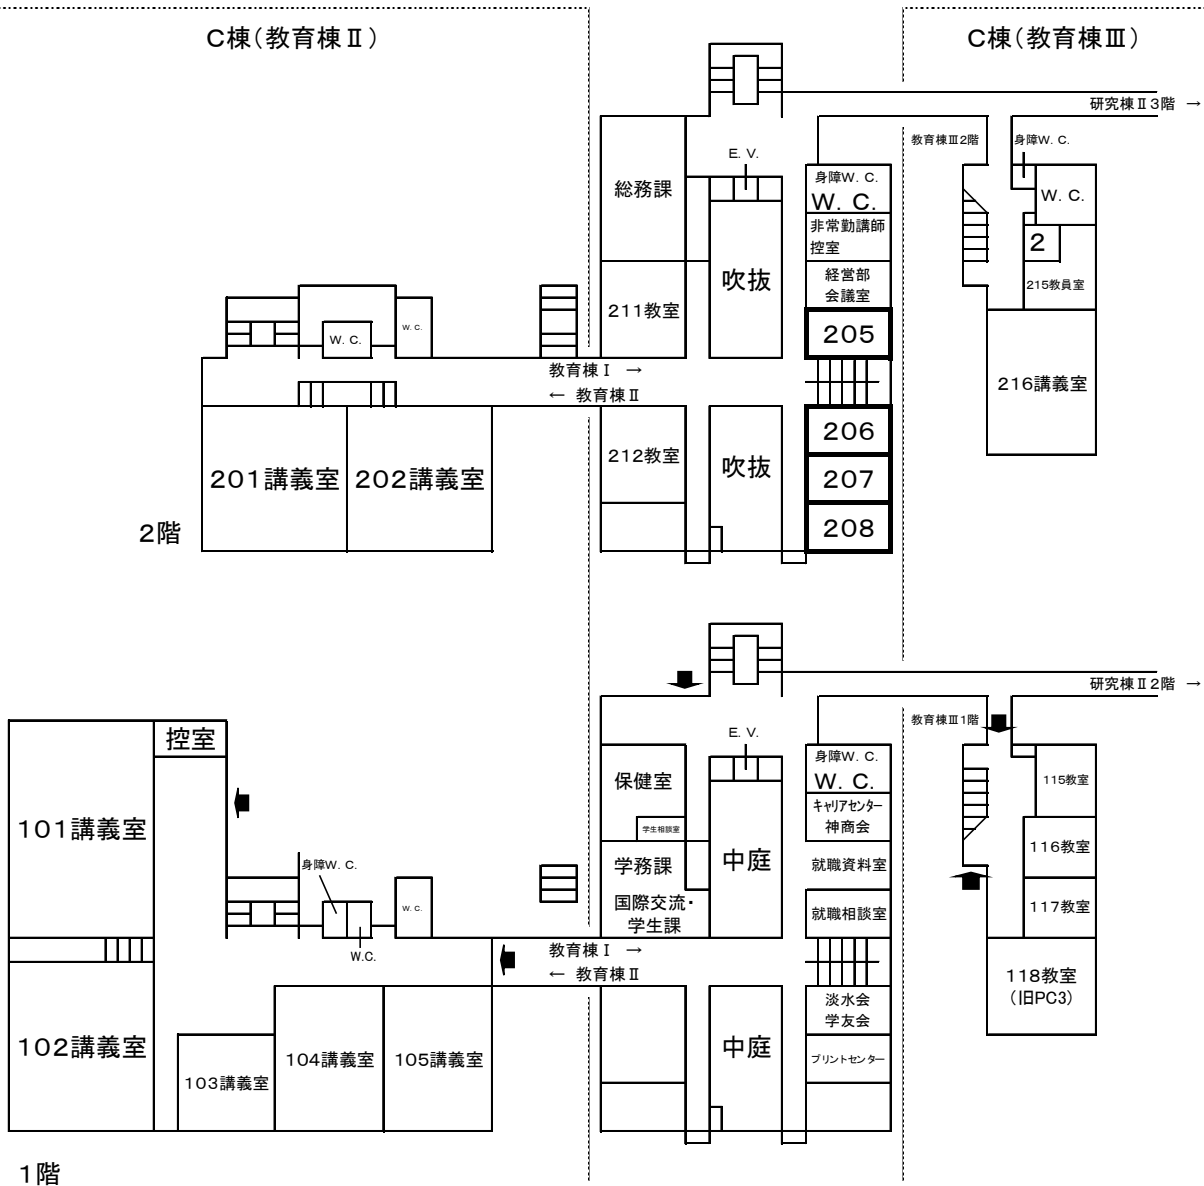 C棟(教育棟Ⅱ)
C棟(教育棟Ⅲ)
研究棟Ⅱ3階 →
教育棟Ⅲ2階
身障W. C.
E. V.
身障W. C.
W. C.
W. C.
総務課
非常勤講師
控室
2
吹抜
経営部
会議室
215教員室
211教室
205
W. C.
W. C.
教育棟Ⅰ →
← 教育棟Ⅱ
216講義室
206
212教室
吹抜
207
201講義室
202講義室
208
2階
研究棟Ⅱ2階 →
教育棟Ⅲ1階
控室
E. V.
身障W. C.
W. C.
保健室
115教室
キャリアセンター
神商会
101講義室
学生相談室
116教室
中庭
学務課
就職資料室
身障W. C.
国際交流・
学生課
就職相談室
117教室
W. C.
W.C.
教育棟Ⅰ →
← 教育棟Ⅱ
118教室
(旧PC3)
淡水会
学友会
102講義室
中庭
104講義室
105講義室
プリントセンター
103講義室
1階